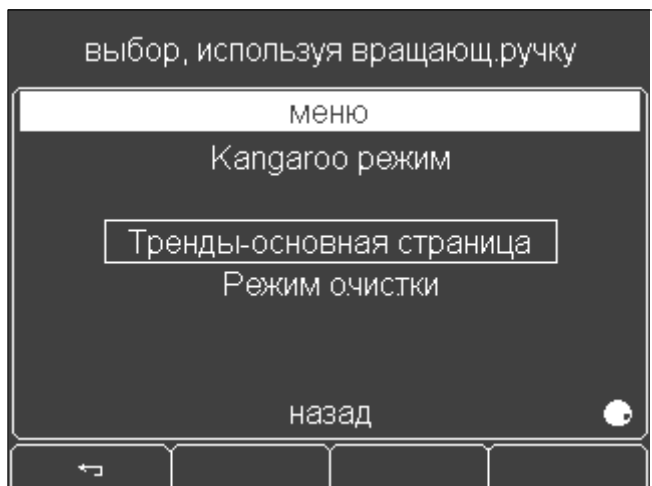 выбор, используя вращающ.ручку
меню
Kangaroo режим
Тренды-основная страница
Режим очистки
назад